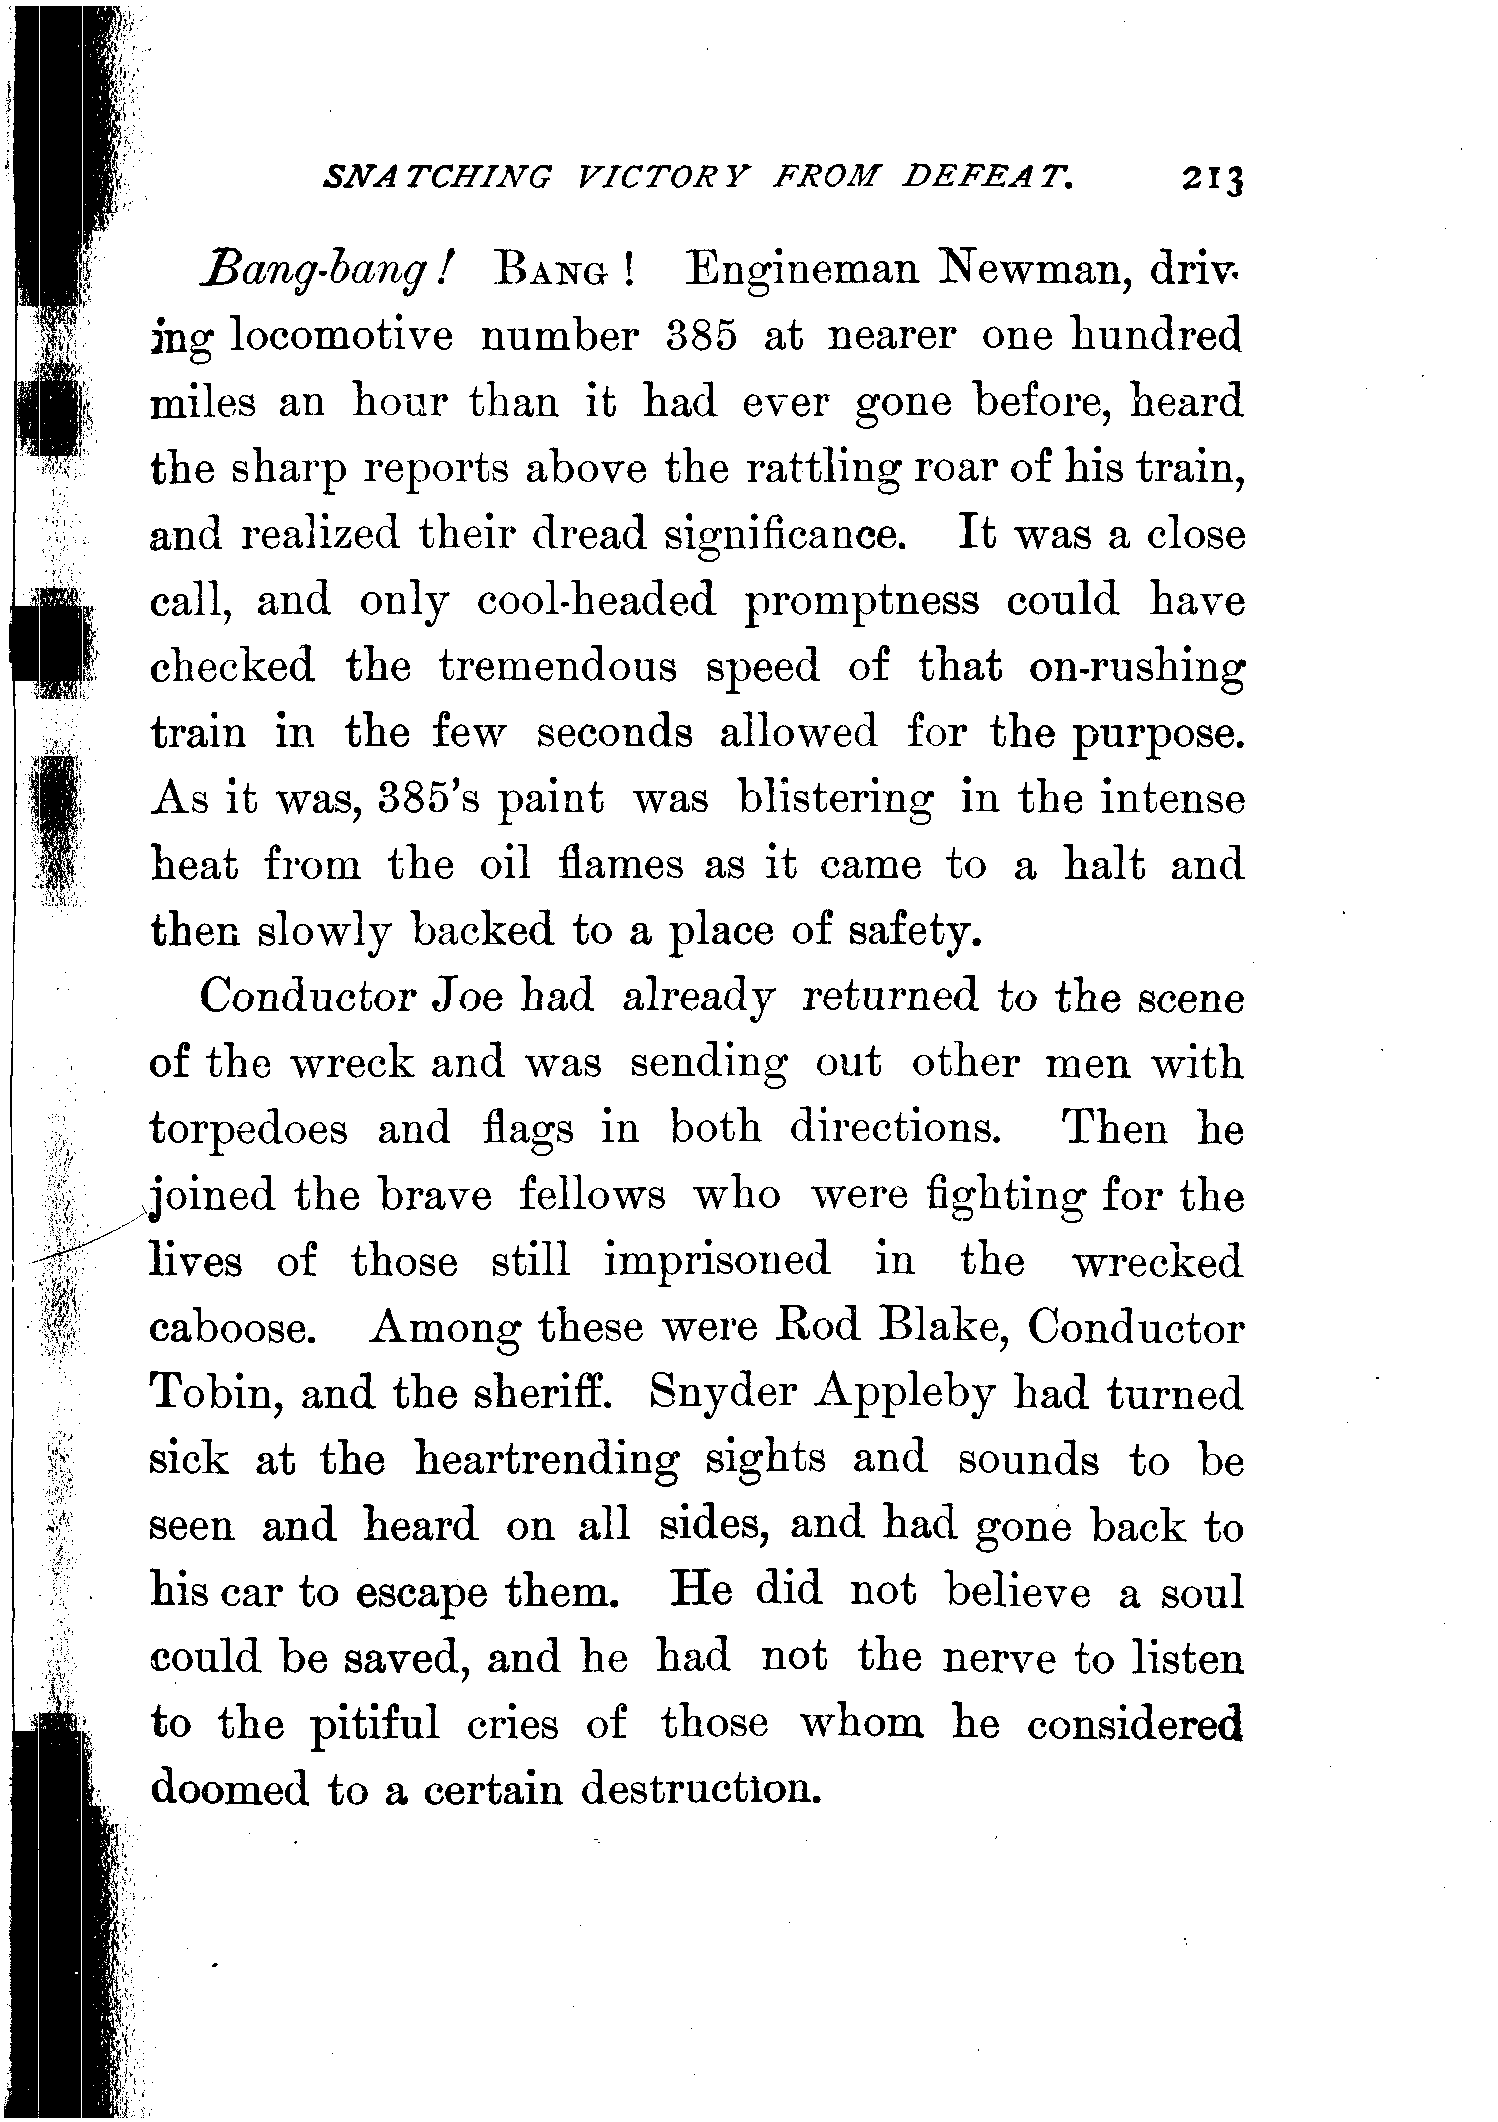 SNATCHING VICTORY FROM DEFEAT. 213
Bang-bang! BANG! Engineman Newman, driv-
ing locomotive number 385 at nearer one hundred
miles an hour than it had ever gone before, heard
the sharp reports above the rattling roar of his train,
and realized their dread significance. It was a close
call, and only cool-headed promptness could have
checked the tremendous speed of that on-rushing
train in the few seconds allowed for the purpose.
As it was, 385's paint was blistering in the intense
heat from the oil flames as it came to a halt and
then slowly backed to a place of safety.
Conductor Joe had already returned to the scene
of the wreck and was sending out other men with
torpedoes and flags in both directions. Then he
joined the brave fellows who were fighting for the
lives of those still imprisoned in the wrecked
caboose. Among these were Rod Blake, Conductor
Tobin, and the sheriff. Snyder Appleby had turned
sick at the heartrending sights and sounds to be
seen and heard on all sides, and had gone back to
his car to escape them. He did not believe a soul
could be saved, and he had not the nerve to listen
to the pitiful cries of those whom he considered
doomed to a certain destruction.